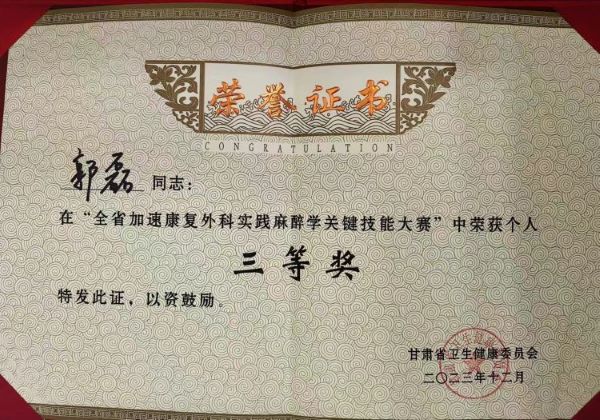 荣誉证书
CONGRATULATION
郭磊 同志：
在“全省加速康复外科实践麻醉学关键技能大赛”中荣获个人
三等奖
特发此证，以资鼓励。
甘肃省卫生健康委员会
二〇二三年十二月